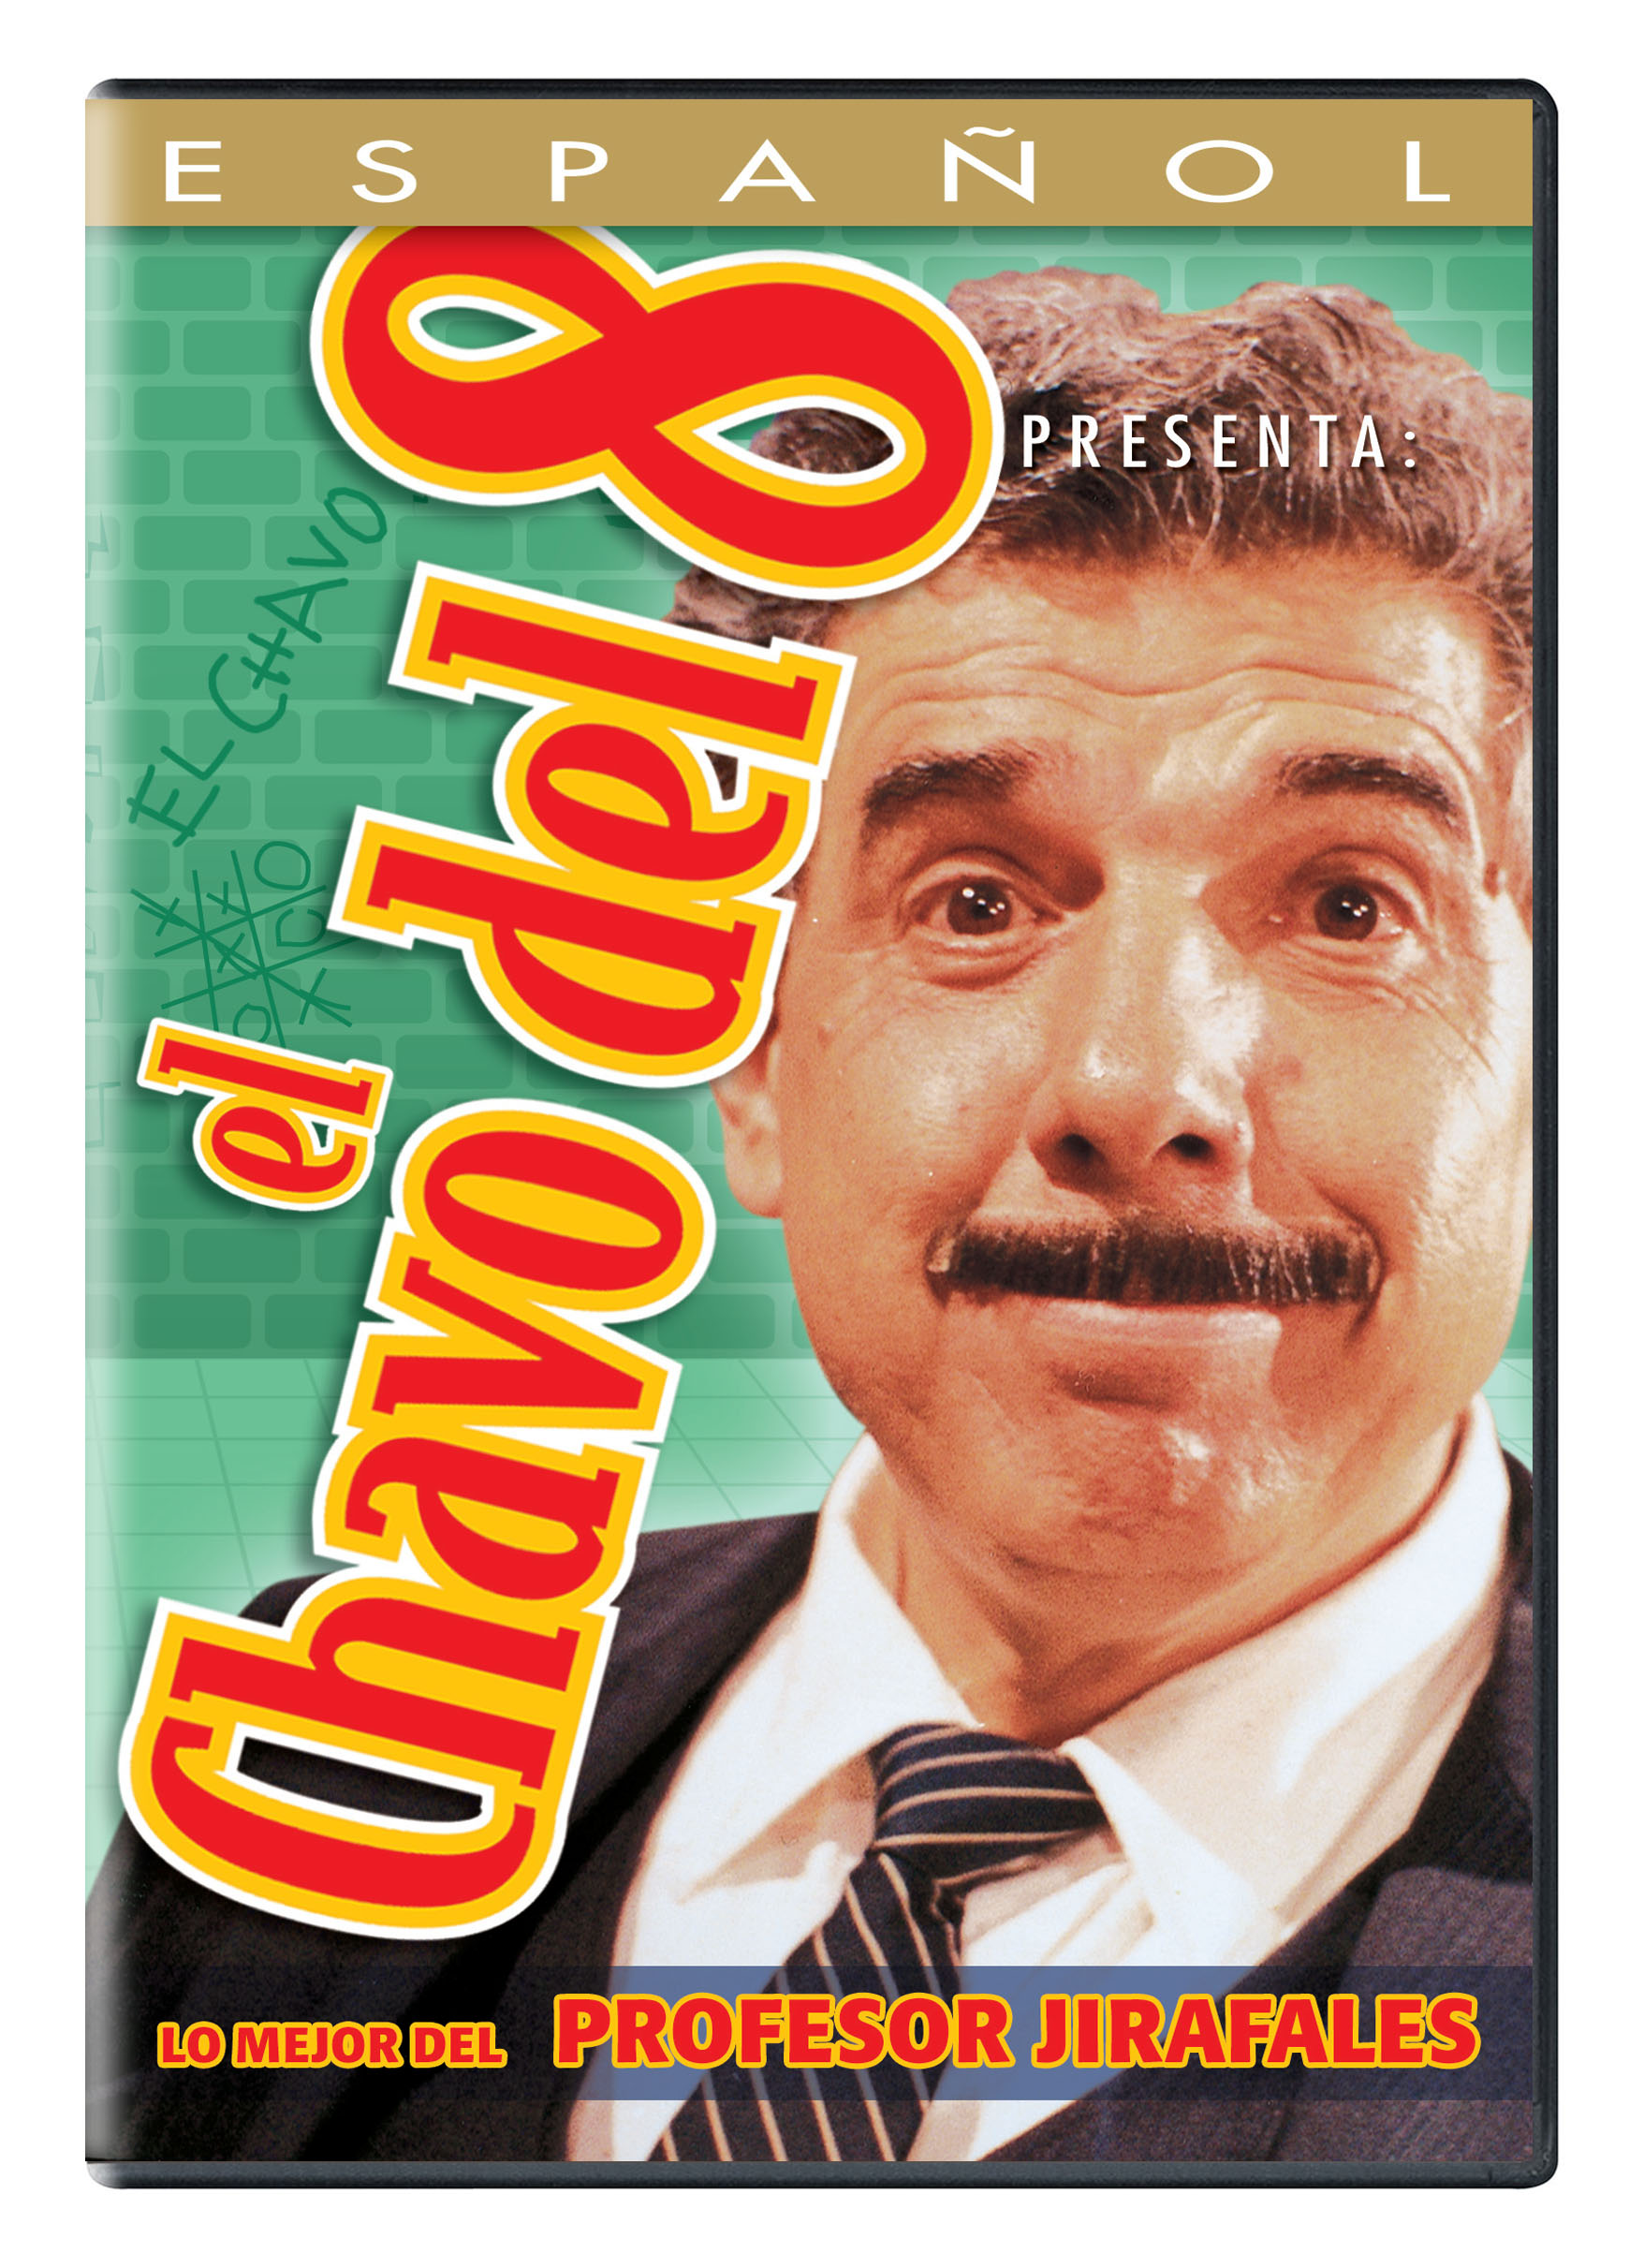 ESPAÑOL
el
Chavo del 8
PRESENTA:
EL CHAVO
LO MEJOR DEL PROFESOR JIRAFALES